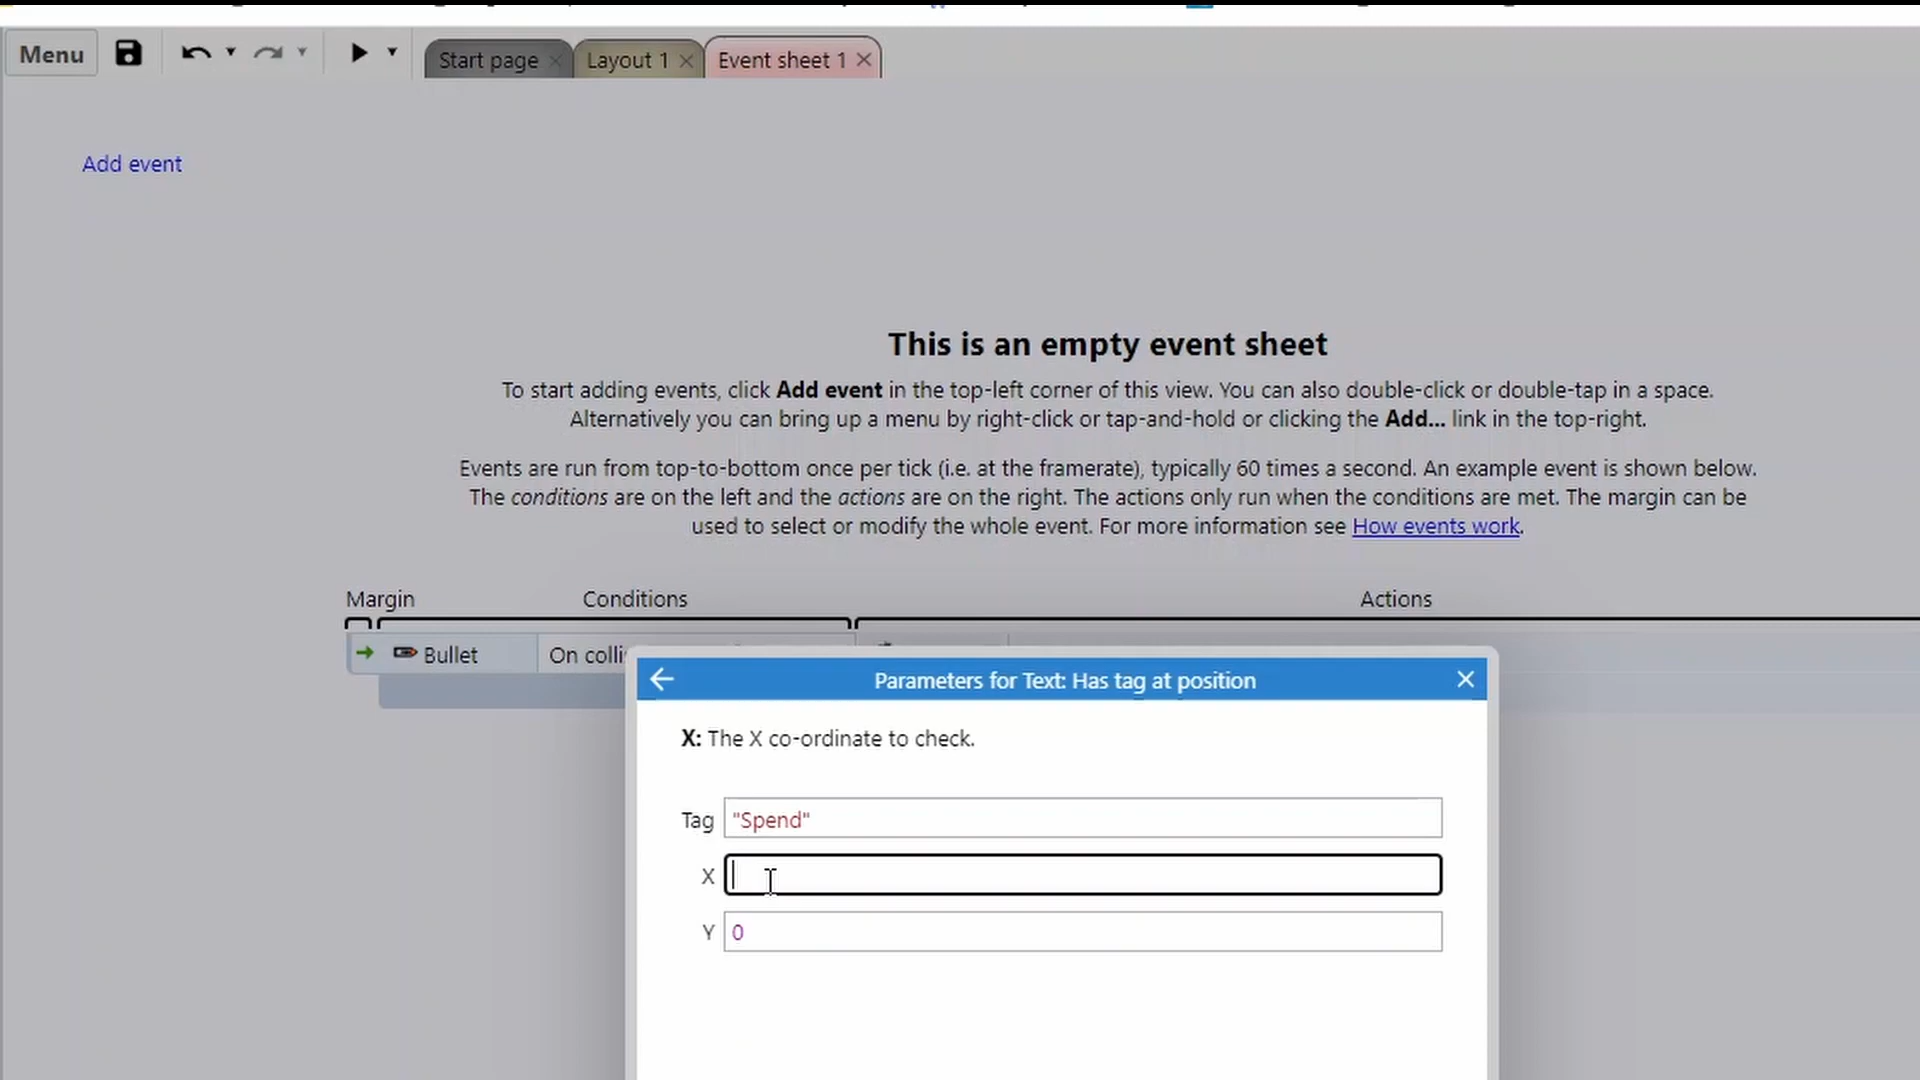 Menu
Start page
Layout 1
Event sheet 1
Add event
This is an empty event sheet
To start adding events, click Add event in the top-left corner of this view. You can also double-click or double-tap in a space.
Alternatively you can bring up a menu by right-click or tap-and-hold or clicking the Add... link in the top-right.
Events are run from top-to-bottom once per tick (i.e. at the framerate), typically 60 times a second. An example event is shown below.
The conditions are on the left and the actions are on the right. The actions only run when the conditions are met. The margin can be
used to select or modify the whole event. For more information see How events work.
Margin
Conditions
Actions
Bullet
On colli
Parameters for Text: Has tag at position
X: The X co-ordinate to check.
Tag "Spend"
X
Y 0